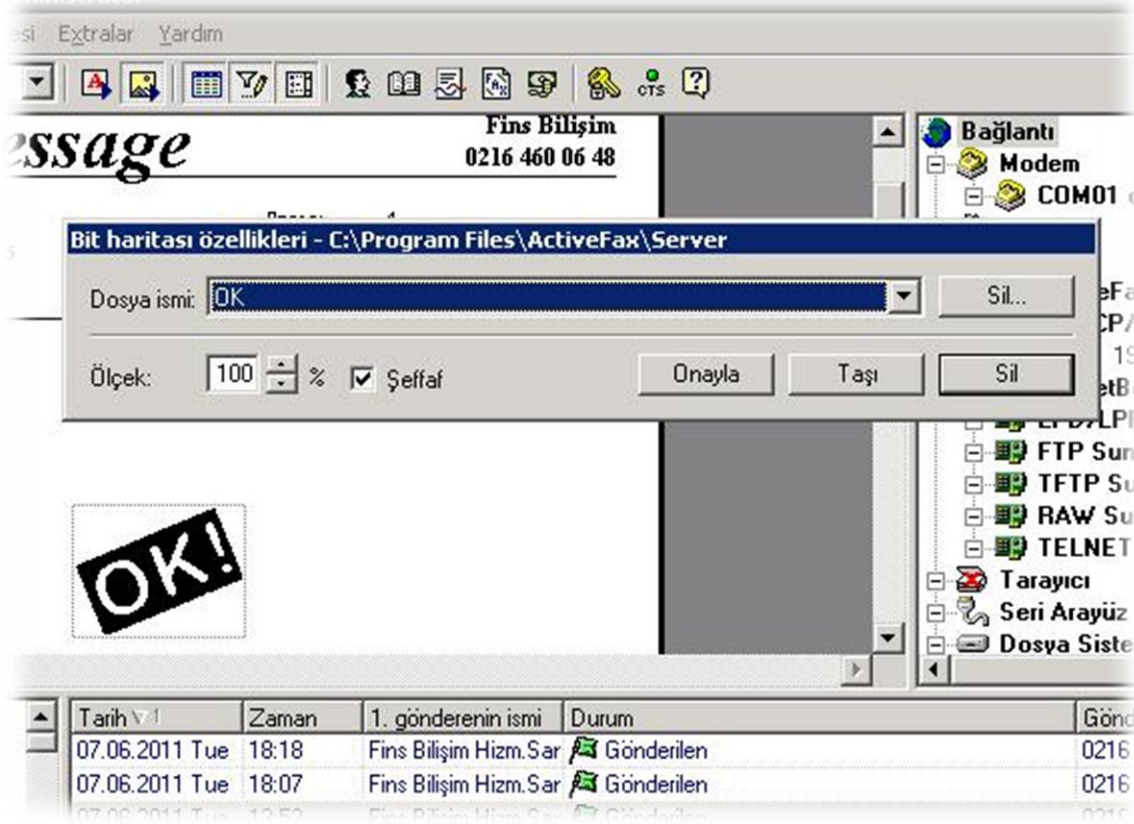 Extralar Yardım
CTS
essage
Fins Bilişim
0216 460 06 48
Bağlantı
Modem
COM01
Bit haritası özellikleri - C:\Program Files\ActiveFax\Server
Dosya ismi: OK Sil...
Ölçek: 100 % Şeffaf Onayla Taşı Sil
FTP Sun
TFTP Su
RAW Su
TELNET
Tarayıcı
Seri Arayüz
Dosya Siste
OK!
Tarih 1 Zaman 1. gönderenin ismi Durum Gönd
07.06.2011 Tue 18:18 Fins Bilişim Hizm.Sar Gönderilen 0216
07.06.2011 Tue 18:07 Fins Bilişim Hizm.Sar Gönderilen 0216